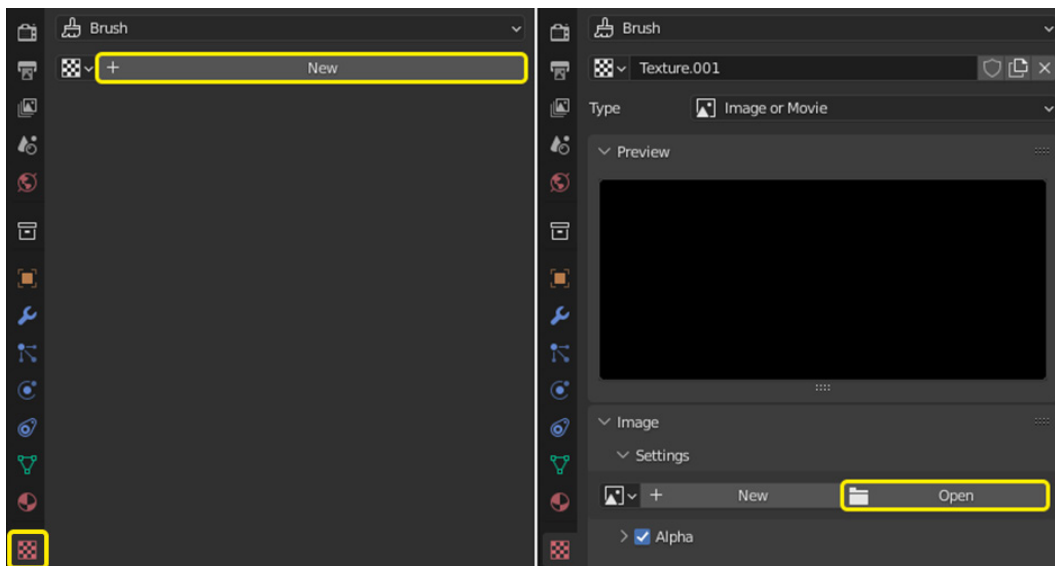 Brush
New
Brush
Texture.001
Type Image or Movie
Preview
Image
Settings
New Open
Alpha